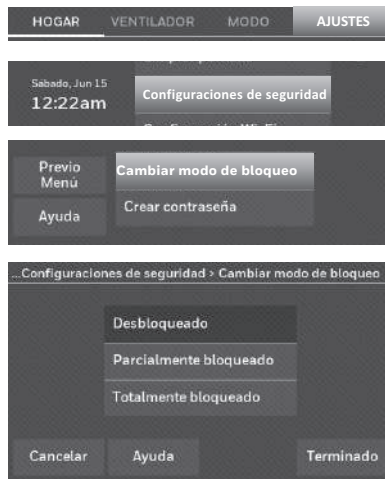 HOGAR VENTILADOR MODO AJUSTES
Sábado, Jun 15
12:22am
Configuraciones de seguridad
Previo
Menú
Cambiar modo de bloqueo
Ayuda
Crear contraseña
...Configuraciones de seguridad > Cambiar modo de bloqueo
Desbloqueado
Parcialmente bloqueado
Totalmente bloqueado
Cancelar Ayuda Terminado